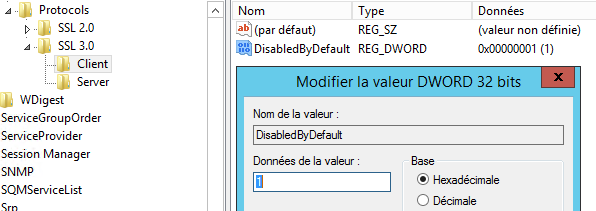 Protocols
SSL 2.0
SSL 3.0
Client
Server
WDigest
ServiceGroupOrder
ServiceProvider
Session Manager
SNMP
SQMServiceList
Srp
Nom Type Données
(par défaut) REG_SZ (valeur non définie)
DisabledByDefault REG_DWORD 0x00000001 (1)
Modifier la valeur DWORD 32 bits
Nom de la valeur :
DisabledByDefault
Données de la valeur :
1
Base
Hexadécimale
Décimale